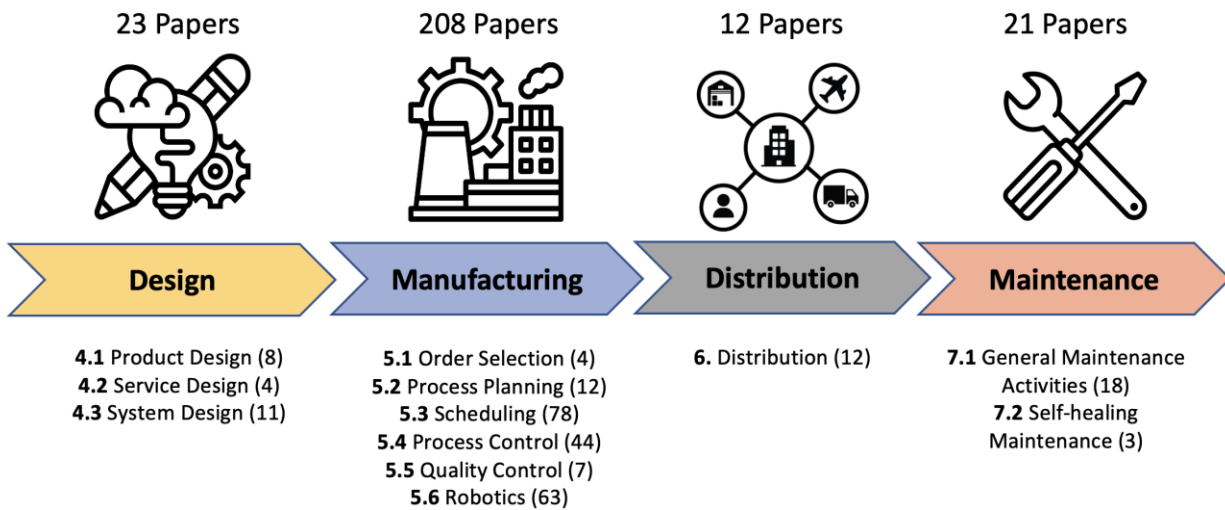 23 Papers
208 Papers
12 Papers
21 Papers
Design
Manufacturing
Distribution
Maintenance
4.1 Product Design (8)
4.2 Service Design (4)
4.3 System Design (11)
5.1 Order Selection (4)
5.2 Process Planning (12)
5.3 Scheduling (78)
5.4 Process Control (44)
5.5 Quality Control (7)
5.6 Robotics (63)
6. Distribution (12)
7.1 General Maintenance
Activities (18)
7.2 Self-healing
Maintenance (3)